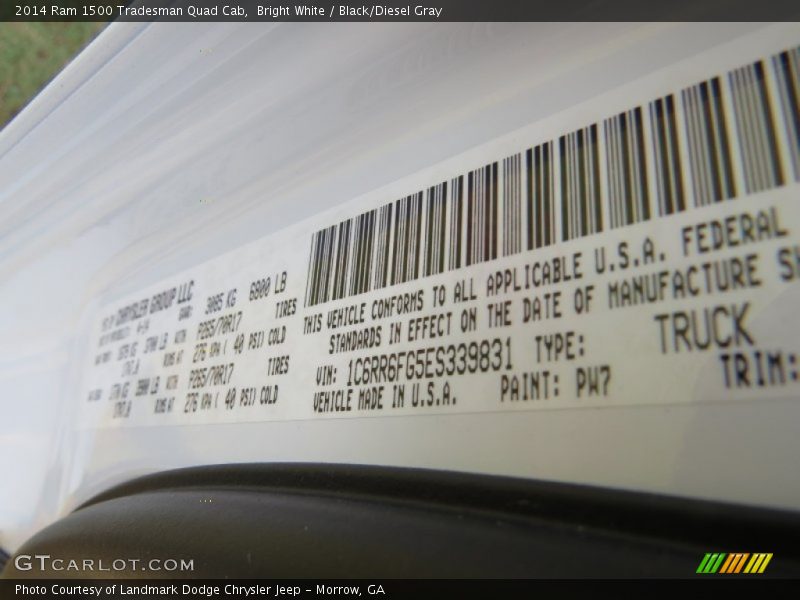 2014 Ram 1500 Tradesman Quad Cab, Bright White / Black/Diesel Gray
CHRYSLER GROUP LLC
3065 KG 6800 LB
TIRES
P265/70R17
276 KPA ( 40 PSI) COLD
TIRES
P265/70R17
276 KPA ( 40 PSI) COLD
THIS VEHICLE CONFORMS TO ALL APPLICABLE U.S.A. FEDERAL
STANDARDS IN EFFECT ON THE DATE OF MANUFACTURE
VIN: 1C6RR6FG5ES339831 TYPE: TRUCK
VEHICLE MADE IN U.S.A. PAINT: PW7 TRIM:
GTCARLOT.COM
Photo Courtesy of Landmark Dodge Chrysler Jeep - Morrow, GA